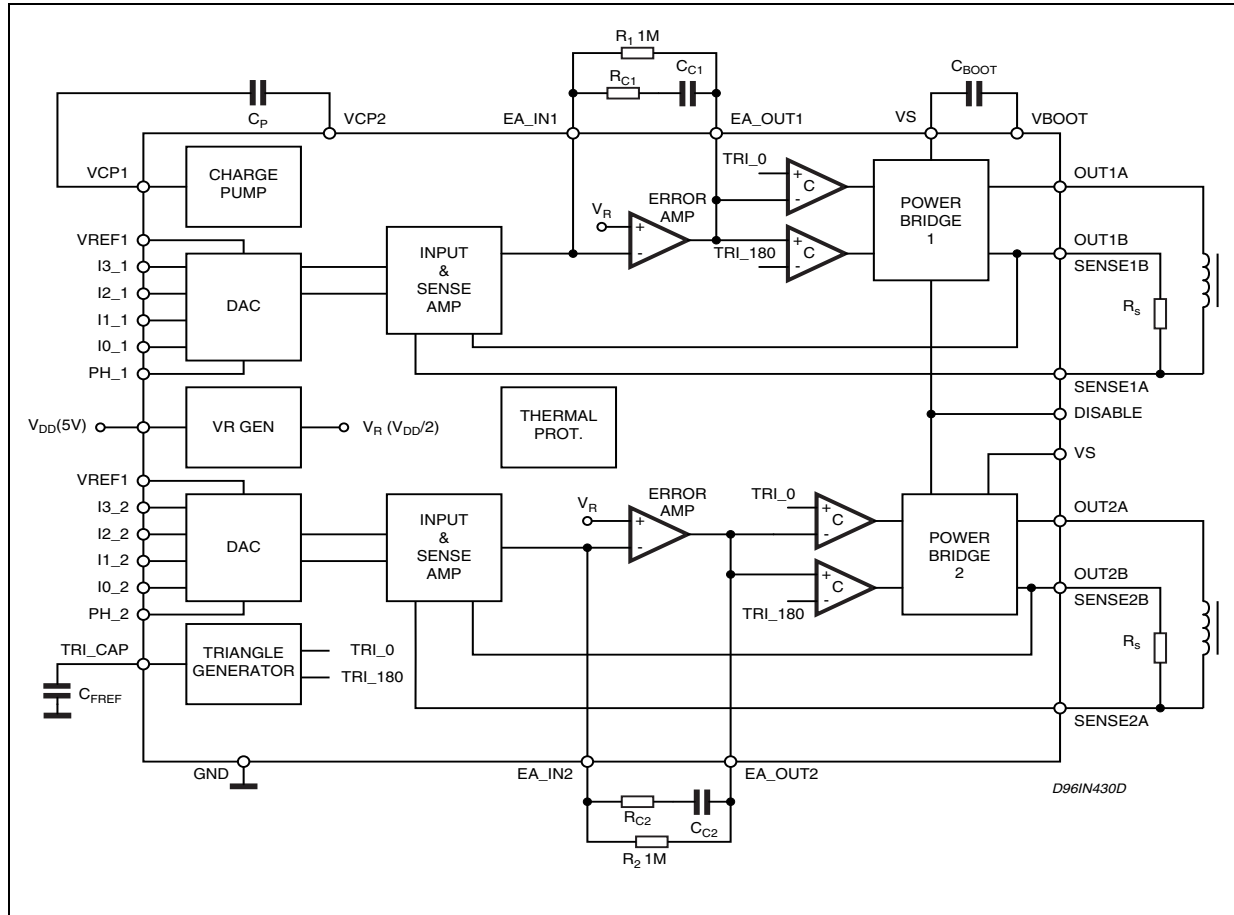 R1 1M
RC1
CC1
CBOOT
CP
VCP2
EA_IN1
EA_OUT1
VS
VBOOT
VCP1
CHARGE
PUMP
TRI_0
+
-
C
POWER
BRIDGE
1
OUT1A
VREF1
I3_1
I2_1
I1_1
I0_1
PH_1
DAC
INPUT
&
SENSE
AMP
VR
+
-
ERROR
AMP
TRI_180
+
-
C
OUT1B
SENSE1B
Rs
SENSE1A
DISABLE
VDD(5V)
VR GEN
VR (VDD/2)
THERMAL
PROT.
VS
VREF1
I3_2
I2_2
I1_2
I0_2
PH_2
DAC
INPUT
&
SENSE
AMP
VR
+
-
ERROR
AMP
TRI_0
+
-
C
TRI_180
+
-
C
POWER
BRIDGE
2
OUT2A
OUT2B
SENSE2B
Rs
SENSE2A
TRI_CAP
TRIANGLE
GENERATOR
TRI_0
TRI_180
CFREF
GND
EA_IN2
EA_OUT2
D96IN430D
RC2
CC2
R2 1M